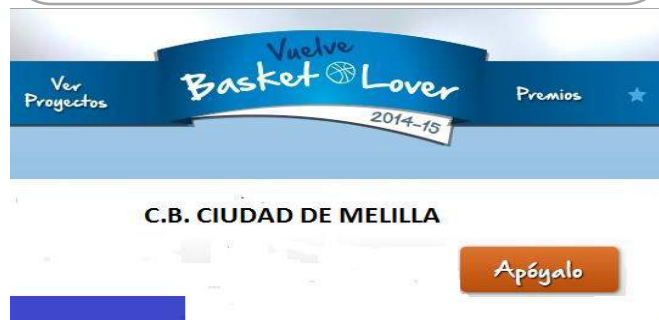 Vuelve
Ver Proyectos
Basket Lover
Premios
2014-15
C.B. CIUDAD DE MELILLA
Apóyalo